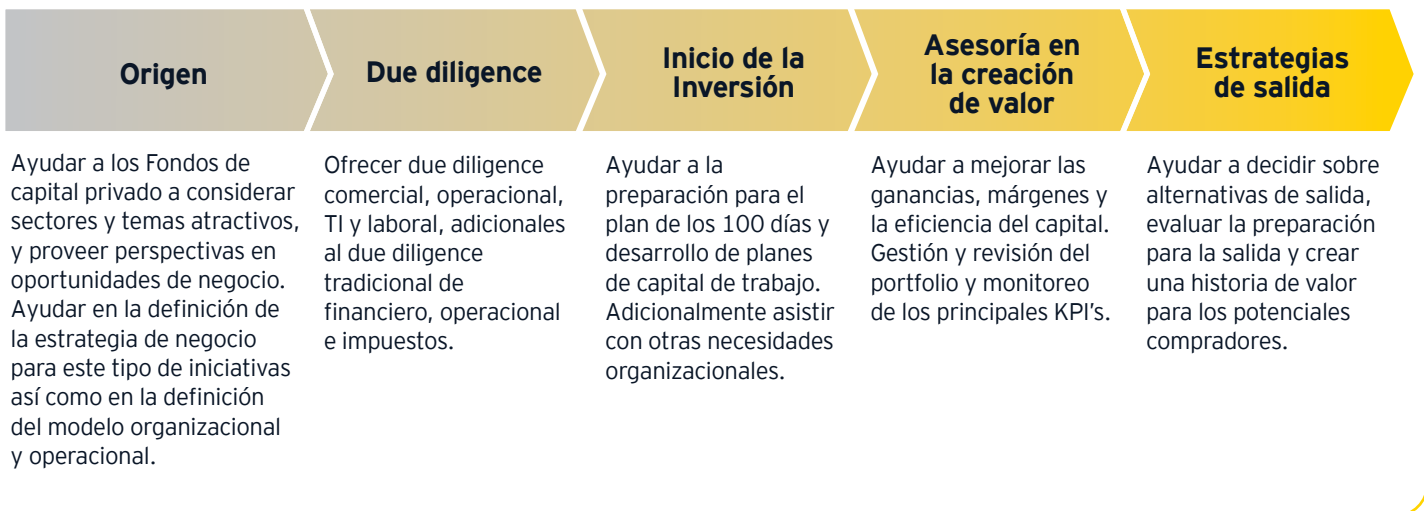 Origen
Ayudar a los Fondos de
capital privado a considerar
sectores y temas atractivos,
y proveer perspectivas en
oportunidades de negocio.
Ayudar en la definición de
la estrategia de negocio
para este tipo de iniciativas
así como en la definición
del modelo organizacional
y operacional.
Due diligence
Ofrecer due diligence
comercial, operacional,
TI y laboral, adicionales
al due diligence
tradicional de
financiero, operacional
e impuestos.
Inicio de la
Inversión
Ayudar a la
preparación para el
plan de los 100 días y
desarrollo de planes
de capital de trabajo.
Adicionalmente asistir
con otras necesidades
organizacionales.
Asesoría en
la creación
de valor
Ayudar a mejorar las
ganancias, márgenes y
la eficiencia del capital.
Gestión y revisión del
portfolio y monitoreo
de los principales KPI's.
Estrategias
de salida
Ayudar a decidir sobre
alternativas de salida,
evaluar la preparación
para la salida y crear
una historia de valor
para los potenciales
compradores.